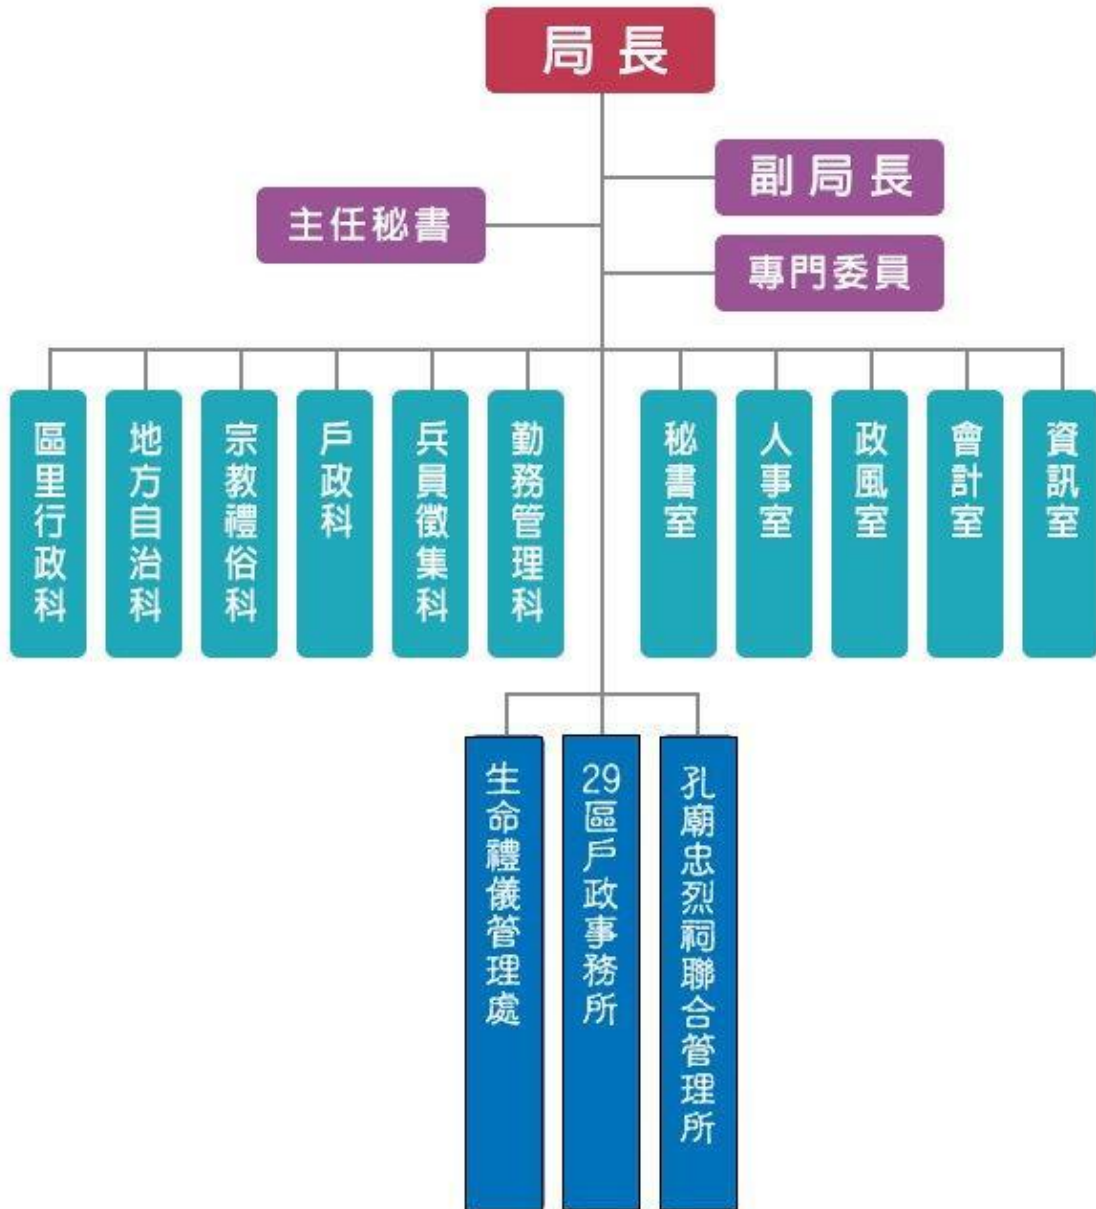 局長
副局長
主任秘書
專門委員
區里行政科
地方自治科
宗教禮俗科
戶政科
兵員徵集科
勤務管理科
秘書室
人事室
政風室
會計室
資訊室
生命禮儀管理處
29區戶政事務所
孔廟忠烈祠聯合管理所